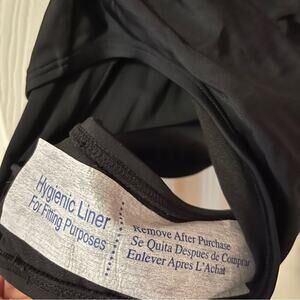 Hygienic Liner
For Fitting Purposes
Remove After Purchase
Se Quita Despues de Comprar
Enlever Apres L'Achat